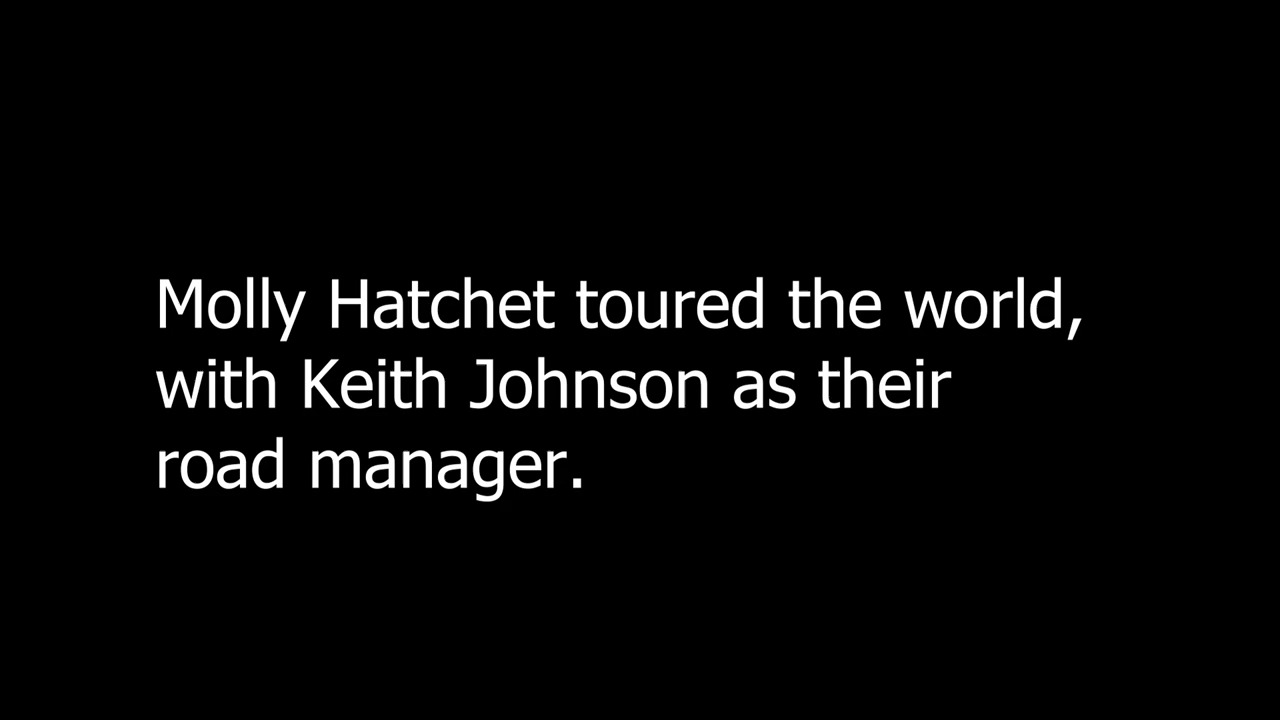 Molly Hatchet toured the world,
with Keith Johnson as their
road manager.